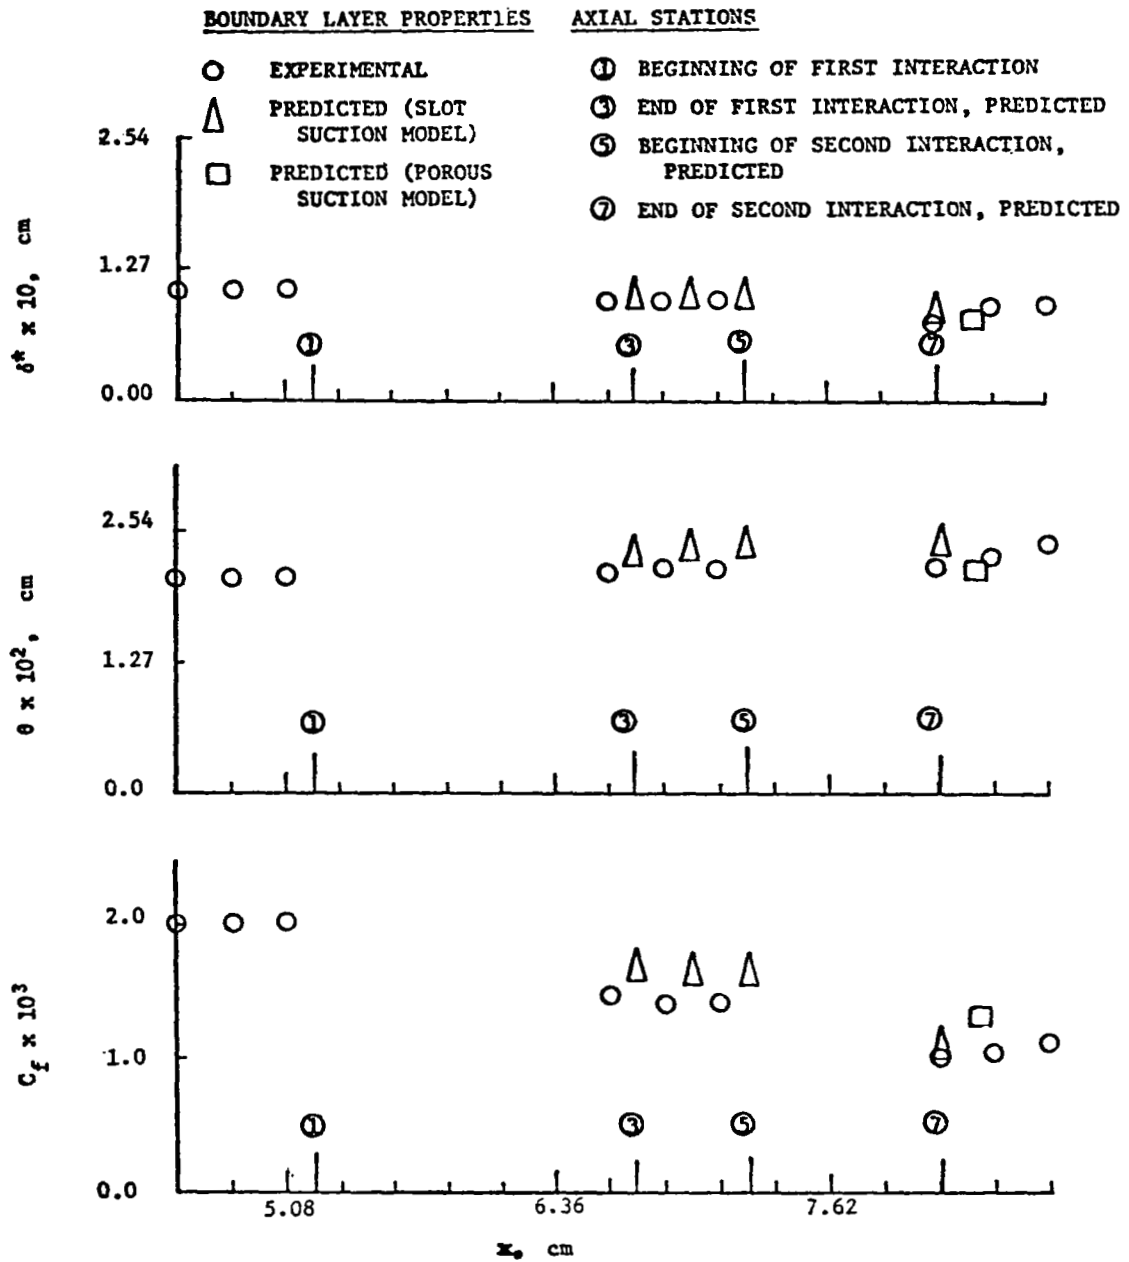 BOUNDARY LAYER PROPERTIES
EXPERIMENTAL
PREDICTED (SLOT
SUCTION MODEL)
PREDICTED (POROUS
SUCTION MODEL)
AXIAL STATIONS
① BEGINNING OF FIRST INTERACTION
③ END OF FIRST INTERACTION, PREDICTED
⑤ BEGINNING OF SECOND INTERACTION,
PREDICTED
⑦ END OF SECOND INTERACTION, PREDICTED
δ* x 10, cm
2.54
1.27
0.00
① ③ ⑤ ⑦
θ x 10², cm
2.54
1.27
0.0
① ③ ⑤ ⑦
C_f x 10³
2.0
1.0
0.0
① ③ ⑤ ⑦
5.08 6.36 7.62
x, cm